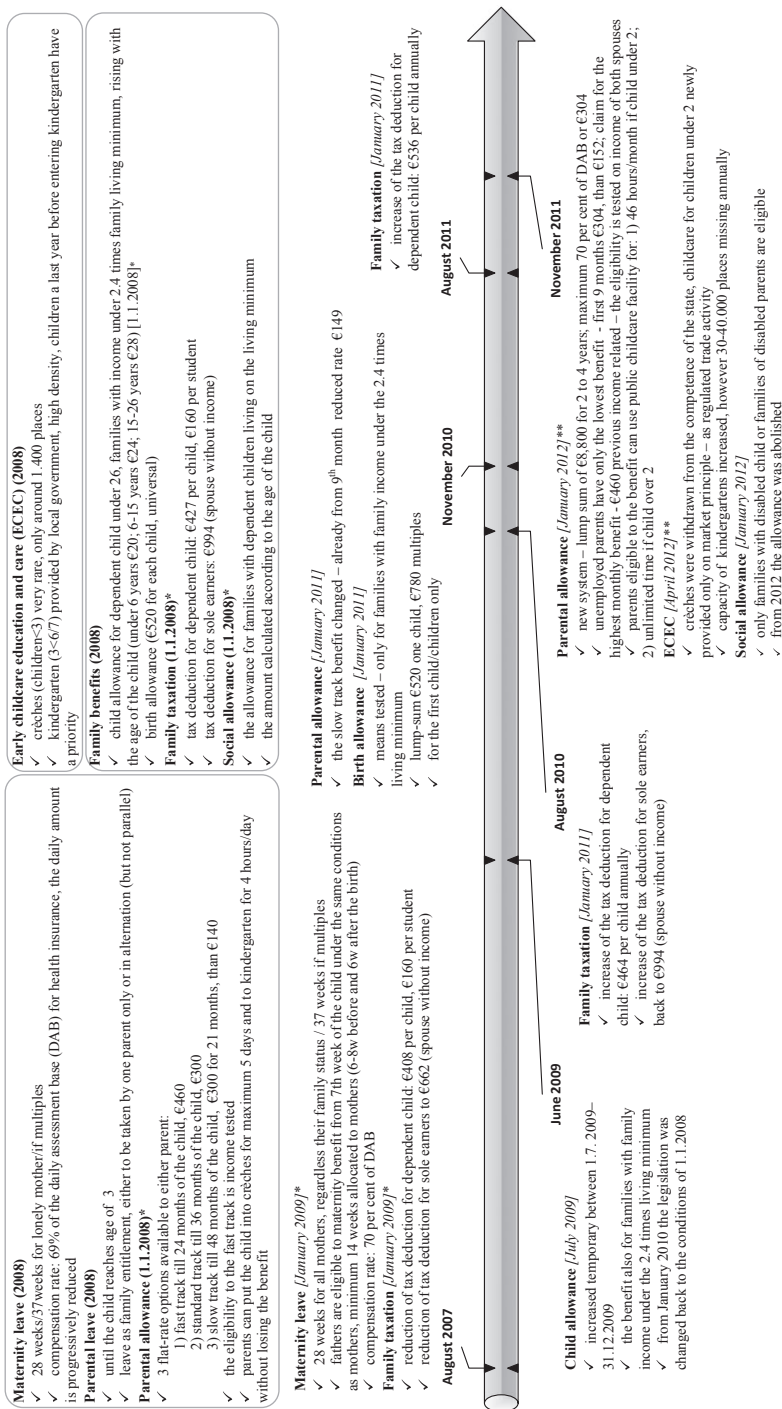 Maternity leave (2008)
✓ 28 weeks/37weeks for lonely mother/if multiples
✓ compensation rate: 69% of the daily assessment base (DAB) for health insurance, the daily amount
is progressively reduced
Parental leave (2008)
✓ until the child reaches age of 3
✓ leave as family entitlement, either to be taken by one parent only or in alternation (but not parallel)
Parental allowance (1.1.2008)*
✓ 3 flat-rate options available to either parent:
1) fast track till 24 months of the child, €460
2) standard track till 36 months of the child, €300
3) slow track till 48 months of the child, €300 for 21 months, than €140
✓ the eligibility to the fast track is income tested
✓ parents can put the child into crèches for maximum 5 days and to kindergarten for 4 hours/day
without losing the benefit
Early childcare education and care (ECEC) (2008)
✓ crèches (children<3) very rare, only around 1.400 places
✓ kindergarten (3<6/7) provided by local government, high density, children a last year before entering kindergarten have
a priority
Family benefits (2008)
✓ child allowance for dependent child under 26, families with income under 2.4 times family living minimum, rising with
the age of the child (under 6 years €20; 6-15 years €24; 15-26 years €28) [1.1.2008]*
✓ birth allowance (€520 for each child, universal)
Family taxation (1.1.2008)*
✓ tax deduction for dependent child: €427 per child, €160 per student
✓ tax deduction for sole earners: €994 (spouse without income)
Social allowance (1.1.2008)*
✓ the allowance for families with dependent children living on the living minimum
✓ the amount calculated according to the age of the child
Maternity leave [January 2009]*
✓ 28 weeks for all mothers, regardless their family status / 37 weeks if multiples
✓ fathers are eligible to maternity benefit from 7th week of the child under the same conditions
as mothers, minimum 14 weeks allocated to mothers (6-8w before and 6w after the birth)
✓ compensation rate: 70 per cent of DAB
Family taxation [January 2009]*
✓ reduction of tax deduction for dependent child: €408 per child, €160 per student
✓ reduction of tax deduction for sole earners to €662 (spouse without income)
Parental allowance [January 2011]
✓ the slow track benefit changed – already from 9th month reduced rate €149
Birth allowance [January 2011]
✓ means tested – only for families with family income under the 2.4 times
living minimum
✓ lump-sum €520 one child, €780 multiples
✓ for the first child/children only
Family taxation [January 2011]
✓ increase of the tax deduction for
dependent child: €536 per child annually
August 2007
November 2010
August 2011
June 2009
August 2010
November 2011
Child allowance [July 2009]
✓ increased temporary between 1.7. 2009–
31.12.2009
✓ the benefit also for families with family
income under the 2.4 times living minimum
✓ from January 2010 the legislation was
changed back to the conditions of 1.1.2008
Family taxation [January 2011]
✓ increase of the tax deduction for dependent
child: €464 per child annually
✓ increase of the tax deduction for sole earners,
back to €994 (spouse without income)
Parental allowance [January 2012]**
✓ new system – lump sum of €8,800 for 2 to 4 years; maximum 70 per cent of DAB or €304
✓ unemployed parents have only the lowest benefit - first 9 months €304, than €152; claim for the
highest monthly benefit - €460 previous income related – the eligibility is tested on income of both spouses
✓ parents eligible to the benefit can use public childcare facility for: 1) 46 hours/month if child under 2;
2) unlimited time if child over 2
ECEC [April 2012]**
✓ crèches were withdrawn from the competence of the state, childcare for children under 2 newly
provided only on market principle – as regulated trade activity
✓ capacity of kindergartens increased, however 30-40.000 places missing annually
Social allowance [January 2012]
✓ only families with disabled child or families of disabled parents are eligible
✓ from 2012 the allowance was abolished